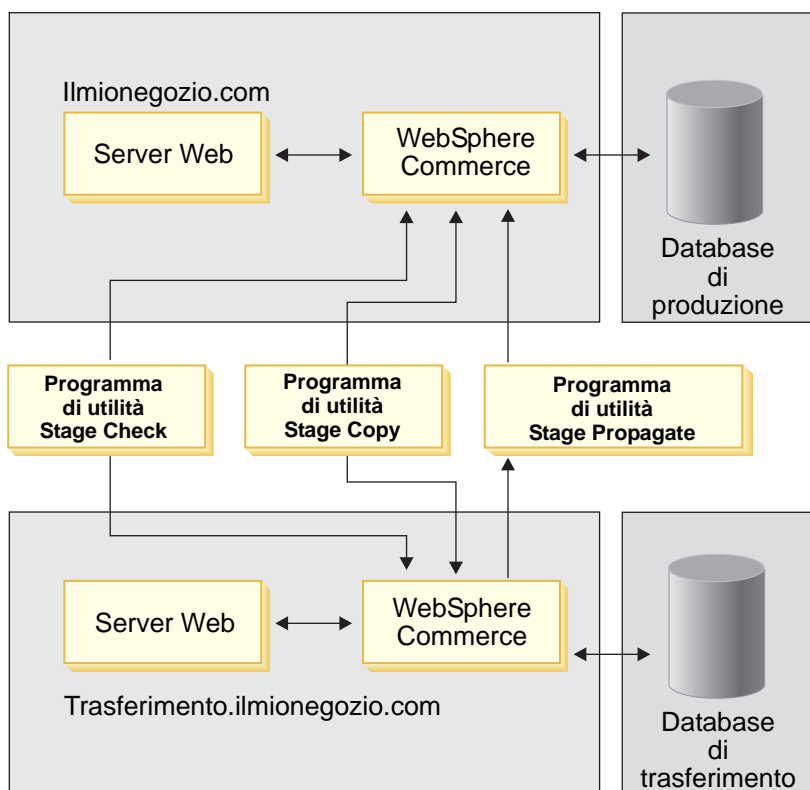 Ilmionegozio.com
Server Web
WebSphere
Commerce
Database
di
produzione
Programma
di utilità
Stage Check
Programma
di utilità
Stage Copy
Programma
di utilità
Stage Propagate
Server Web
WebSphere
Commerce
Trasferimento.ilmionegozio.com
Database
di
trasferimento